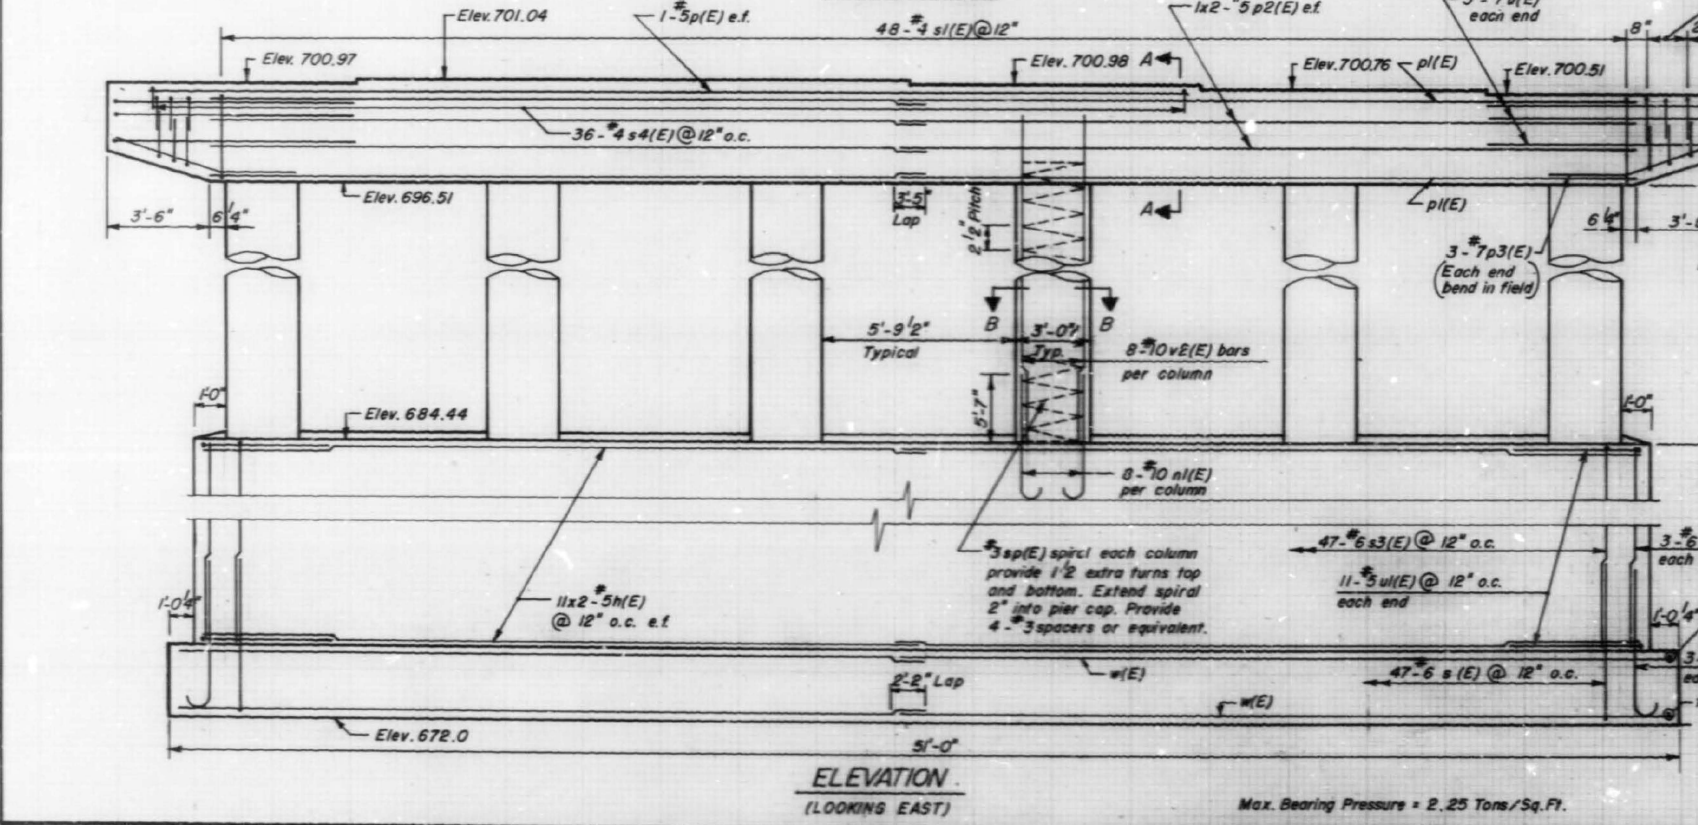 Elev. 701.04
1-#5p(E) e.f.
1x2-#5 p2(E) e.f.
each end
48-#4 s1(E)@12"
8"
Elev. 700.97
Elev. 700.98
A
Elev. 700.76
p1(E)
Elev. 700.51
36-#4 s4(E)@12" o.c.
Elev. 696.51
3'-5"
Lap
2 1/2" Pitch
A
p1(E)
3'-6"
6 1/4"
6 1/4"
3-#7p3(E)
(Each end
bend in field)
B
B
5'-9 1/2"
Typical
3'-0"
Typ.
8-#10 v2(E) bars
per column
1'-0"
Elev. 684.44
5'-7"
1'-0"
8-#10 n1(E)
per column
#3 sp(E) spiral each column
provide 1 1/2 extra turns top
and bottom. Extend spiral
2" into pier cap. Provide
4-#3 spacers or equivalent.
47-#6 s3(E) @ 12" o.c.
3-#6
each
11-#5 u1(E) @ 12" o.c.
each end
1'-0 1/4"
11x2-#5h(E)
@ 12" o.c. e.f.
1'-0 1/4"
w(E)
47-#6 s (E) @ 12" o.c.
2'-2" Lap
w(E)
Elev. 672.0
51'-0"
ELEVATION
(LOOKING EAST)
Max. Bearing Pressure = 2.25 Tons/Sq.Ft.